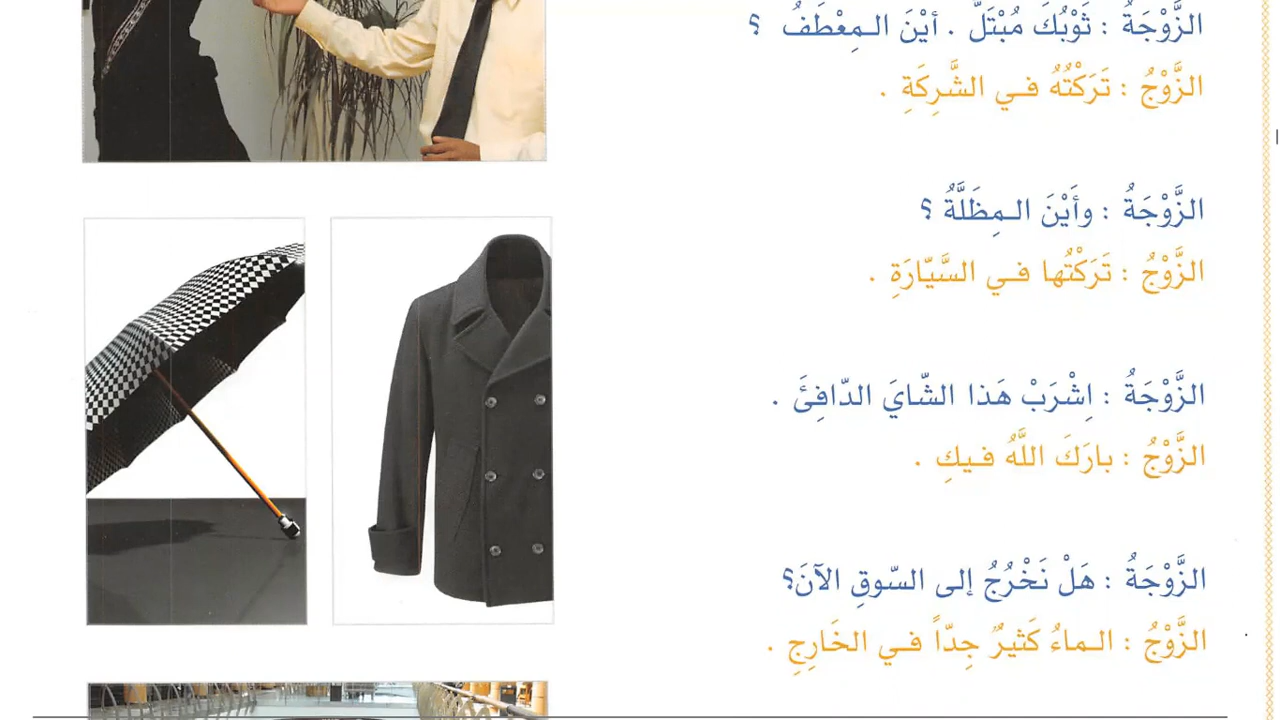 الزَّوْجَةُ : ثَوْبُكَ مُبْتَلٌّ . أَيْنَ الـمِعْطَفُ ؟
الزَّوْجُ : تَرَكْتُهُ فـي الشَّرِكَةِ .
الزَّوْجَةُ : وأَيْنَ الـمِظَلَّةُ ؟
الزَّوْجُ : تَرَكْتُها فـي السَّيّارَةِ .
الزَّوْجَةُ : اِشْرَبْ هَذا الشّايَ الدّافِئَ .
الزَّوْجُ : بارَكَ اللَّهُ فـيكِ .
الزَّوْجَةُ : هَلْ نَخْرُجُ إلى السّوقِ الآنَ؟
الزَّوْجُ : الـماءُ كَثيرٌ جِدّاً فـي الخَارِجِ .